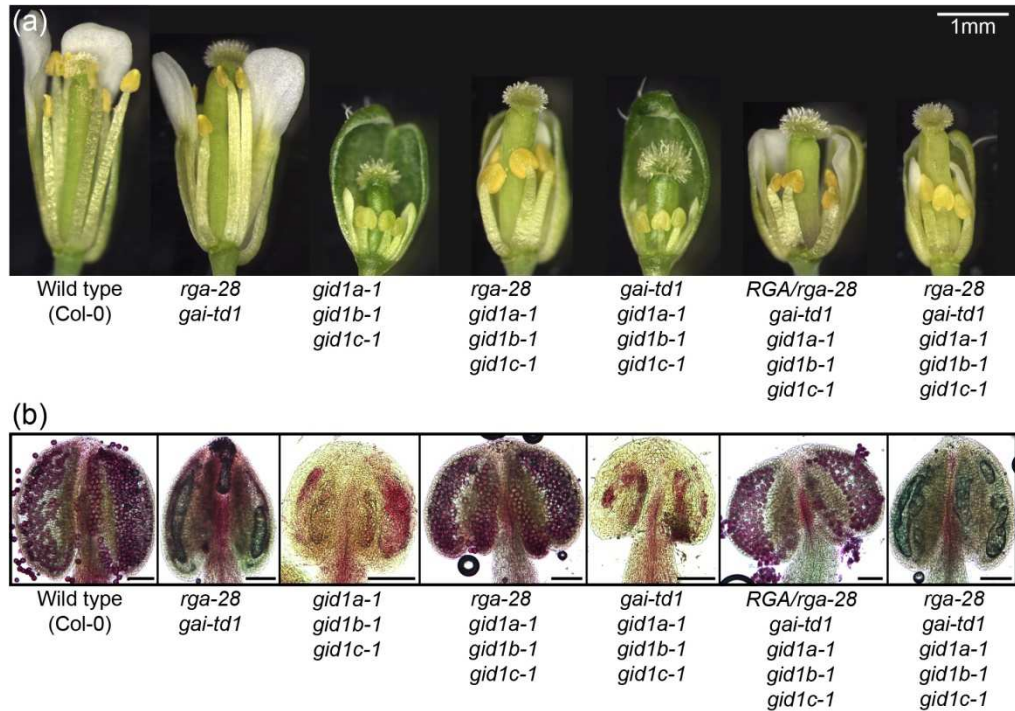 (a)
1mm
Wild type
(Col-0)
rga-28
gai-td1
gid1a-1
gid1b-1
gid1c-1
rga-28
gid1a-1
gid1b-1
gid1c-1
gai-td1
gid1a-1
gid1b-1
gid1c-1
RGA/rga-28
gai-td1
gid1a-1
gid1b-1
gid1c-1
rga-28
gai-td1
gid1a-1
gid1b-1
gid1c-1
(b)
Wild type
(Col-0)
rga-28
gai-td1
gid1a-1
gid1b-1
gid1c-1
rga-28
gid1a-1
gid1b-1
gid1c-1
gai-td1
gid1a-1
gid1b-1
gid1c-1
RGA/rga-28
gai-td1
gid1a-1
gid1b-1
gid1c-1
rga-28
gai-td1
gid1a-1
gid1b-1
gid1c-1